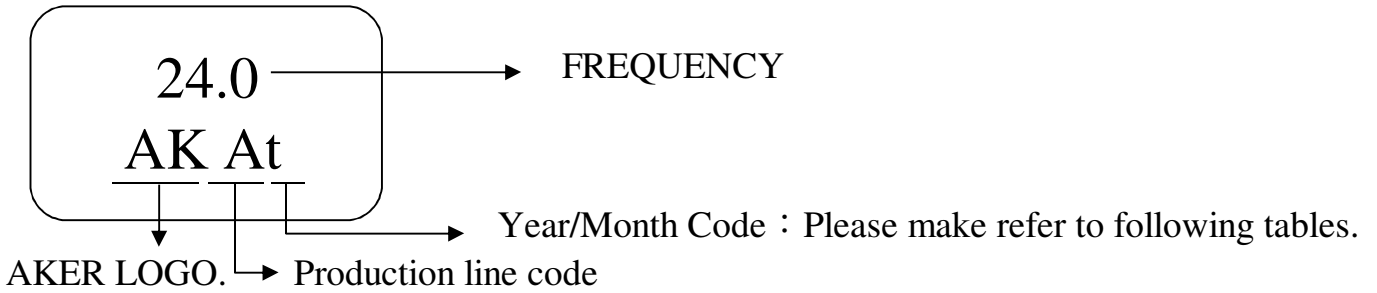 24.0
FREQUENCY
AK At
Year/Month Code：Please make refer to following tables.
AKER LOGO.
Production line code